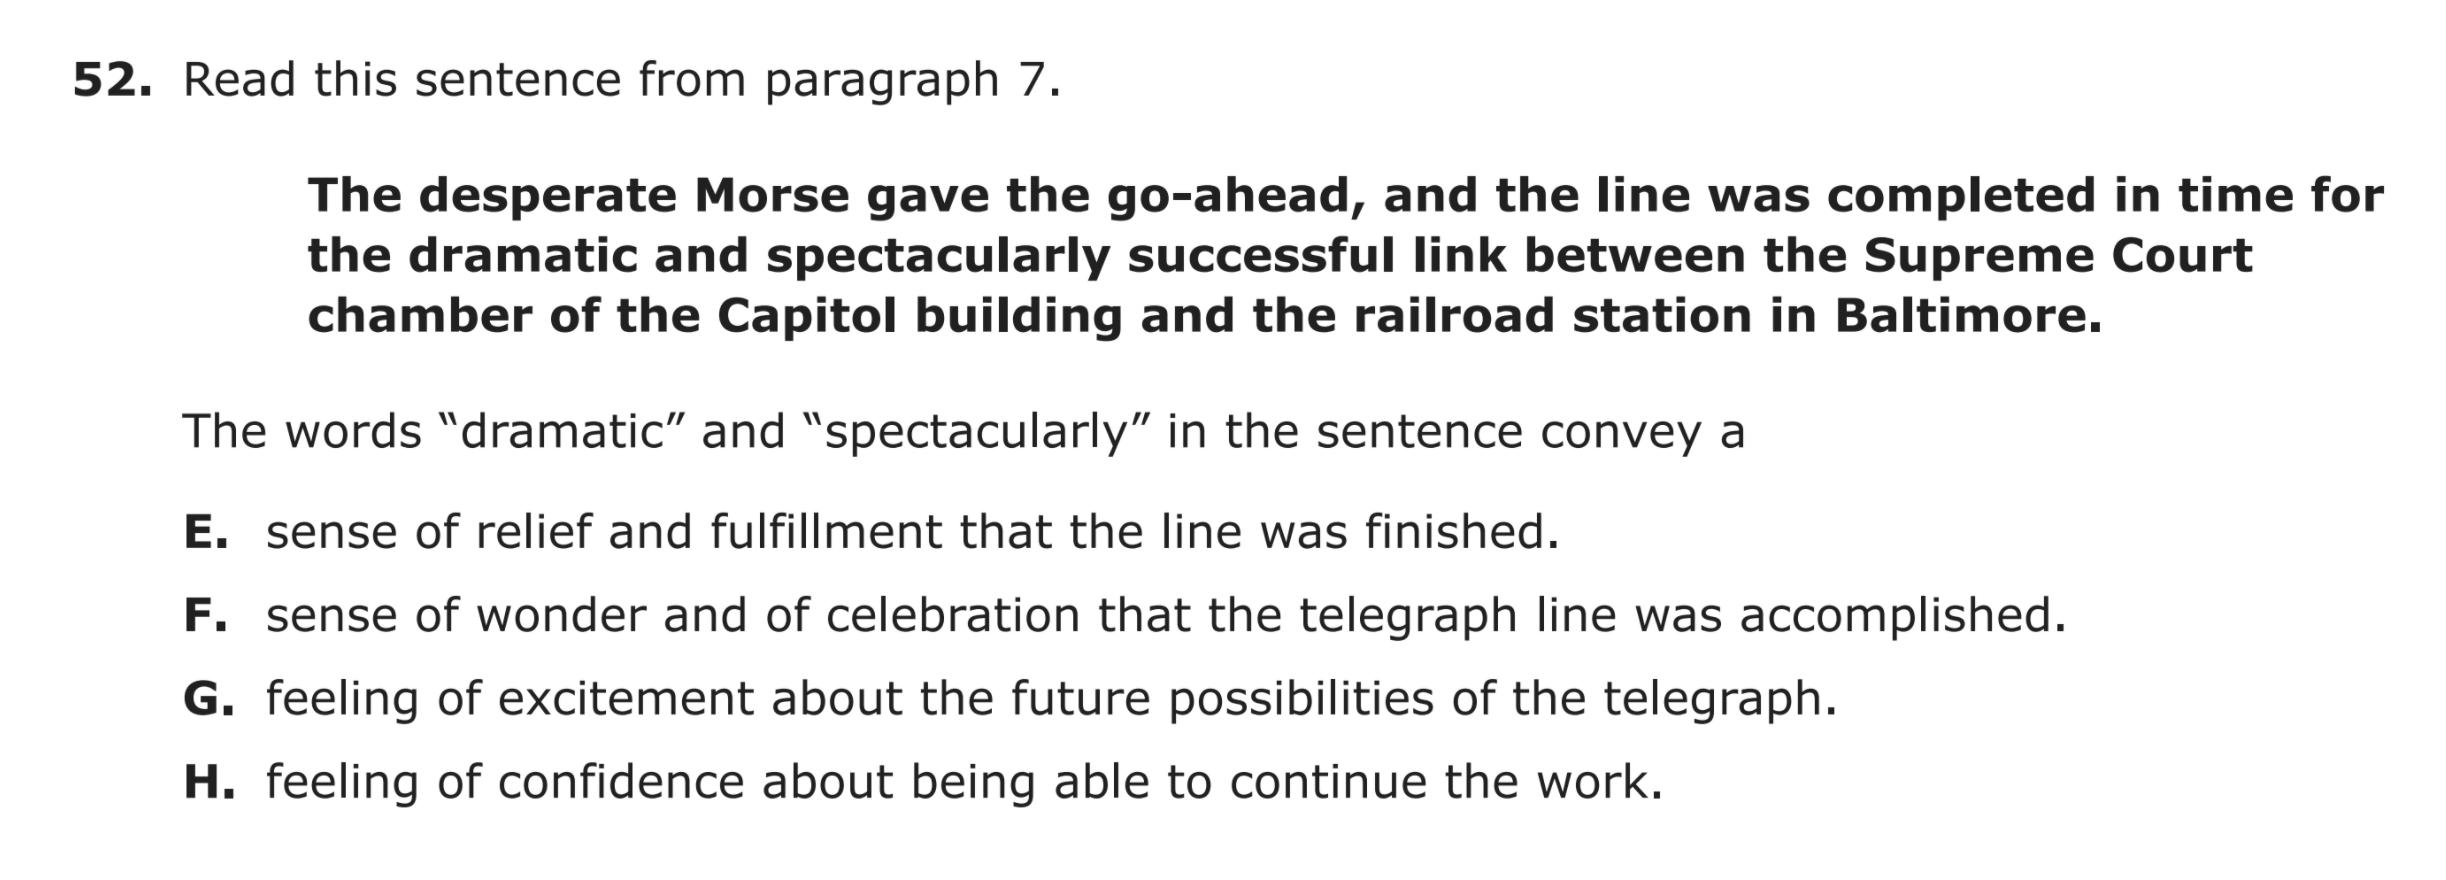 52. Read this sentence from paragraph 7.
The desperate Morse gave the go-ahead, and the line was completed in time for
the dramatic and spectacularly successful link between the Supreme Court
chamber of the Capitol building and the railroad station in Baltimore.
The words “dramatic” and “spectacularly” in the sentence convey a
E. sense of relief and fulfillment that the line was finished.
F. sense of wonder and of celebration that the telegraph line was accomplished.
G. feeling of excitement about the future possibilities of the telegraph.
H. feeling of confidence about being able to continue the work.